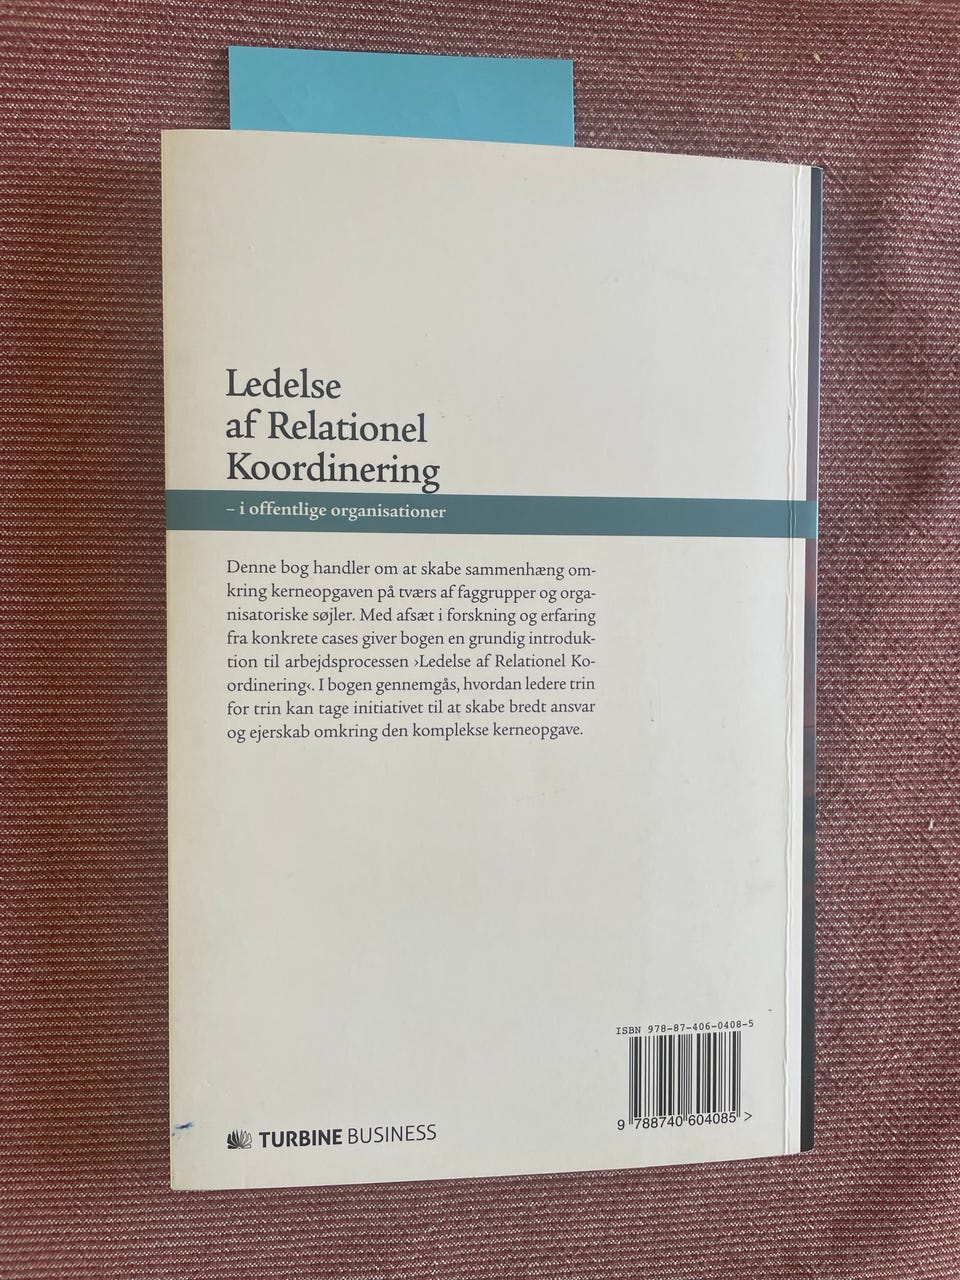 Ledelse
af Relationel
Koordinering
– i offentlige organisationer
Denne bog handler om at skabe sammenhæng om-
kring kerneopgaven på tværs af faggrupper og orga-
nisatoriske søjler. Med afsæt i forskning og erfaring
fra konkrete cases giver bogen en grundig introduk-
tion til arbejdsprocessen ›Ledelse af Relationel Ko-
ordinering‹. I bogen gennemgås, hvordan ledere trin
for trin kan tage initiativet til at skabe bredt ansvar
og ejerskab omkring den komplekse kerneopgave.
ISBN 978-87-406-0408-5
9 788740 604085 >
TURBINE BUSINESS